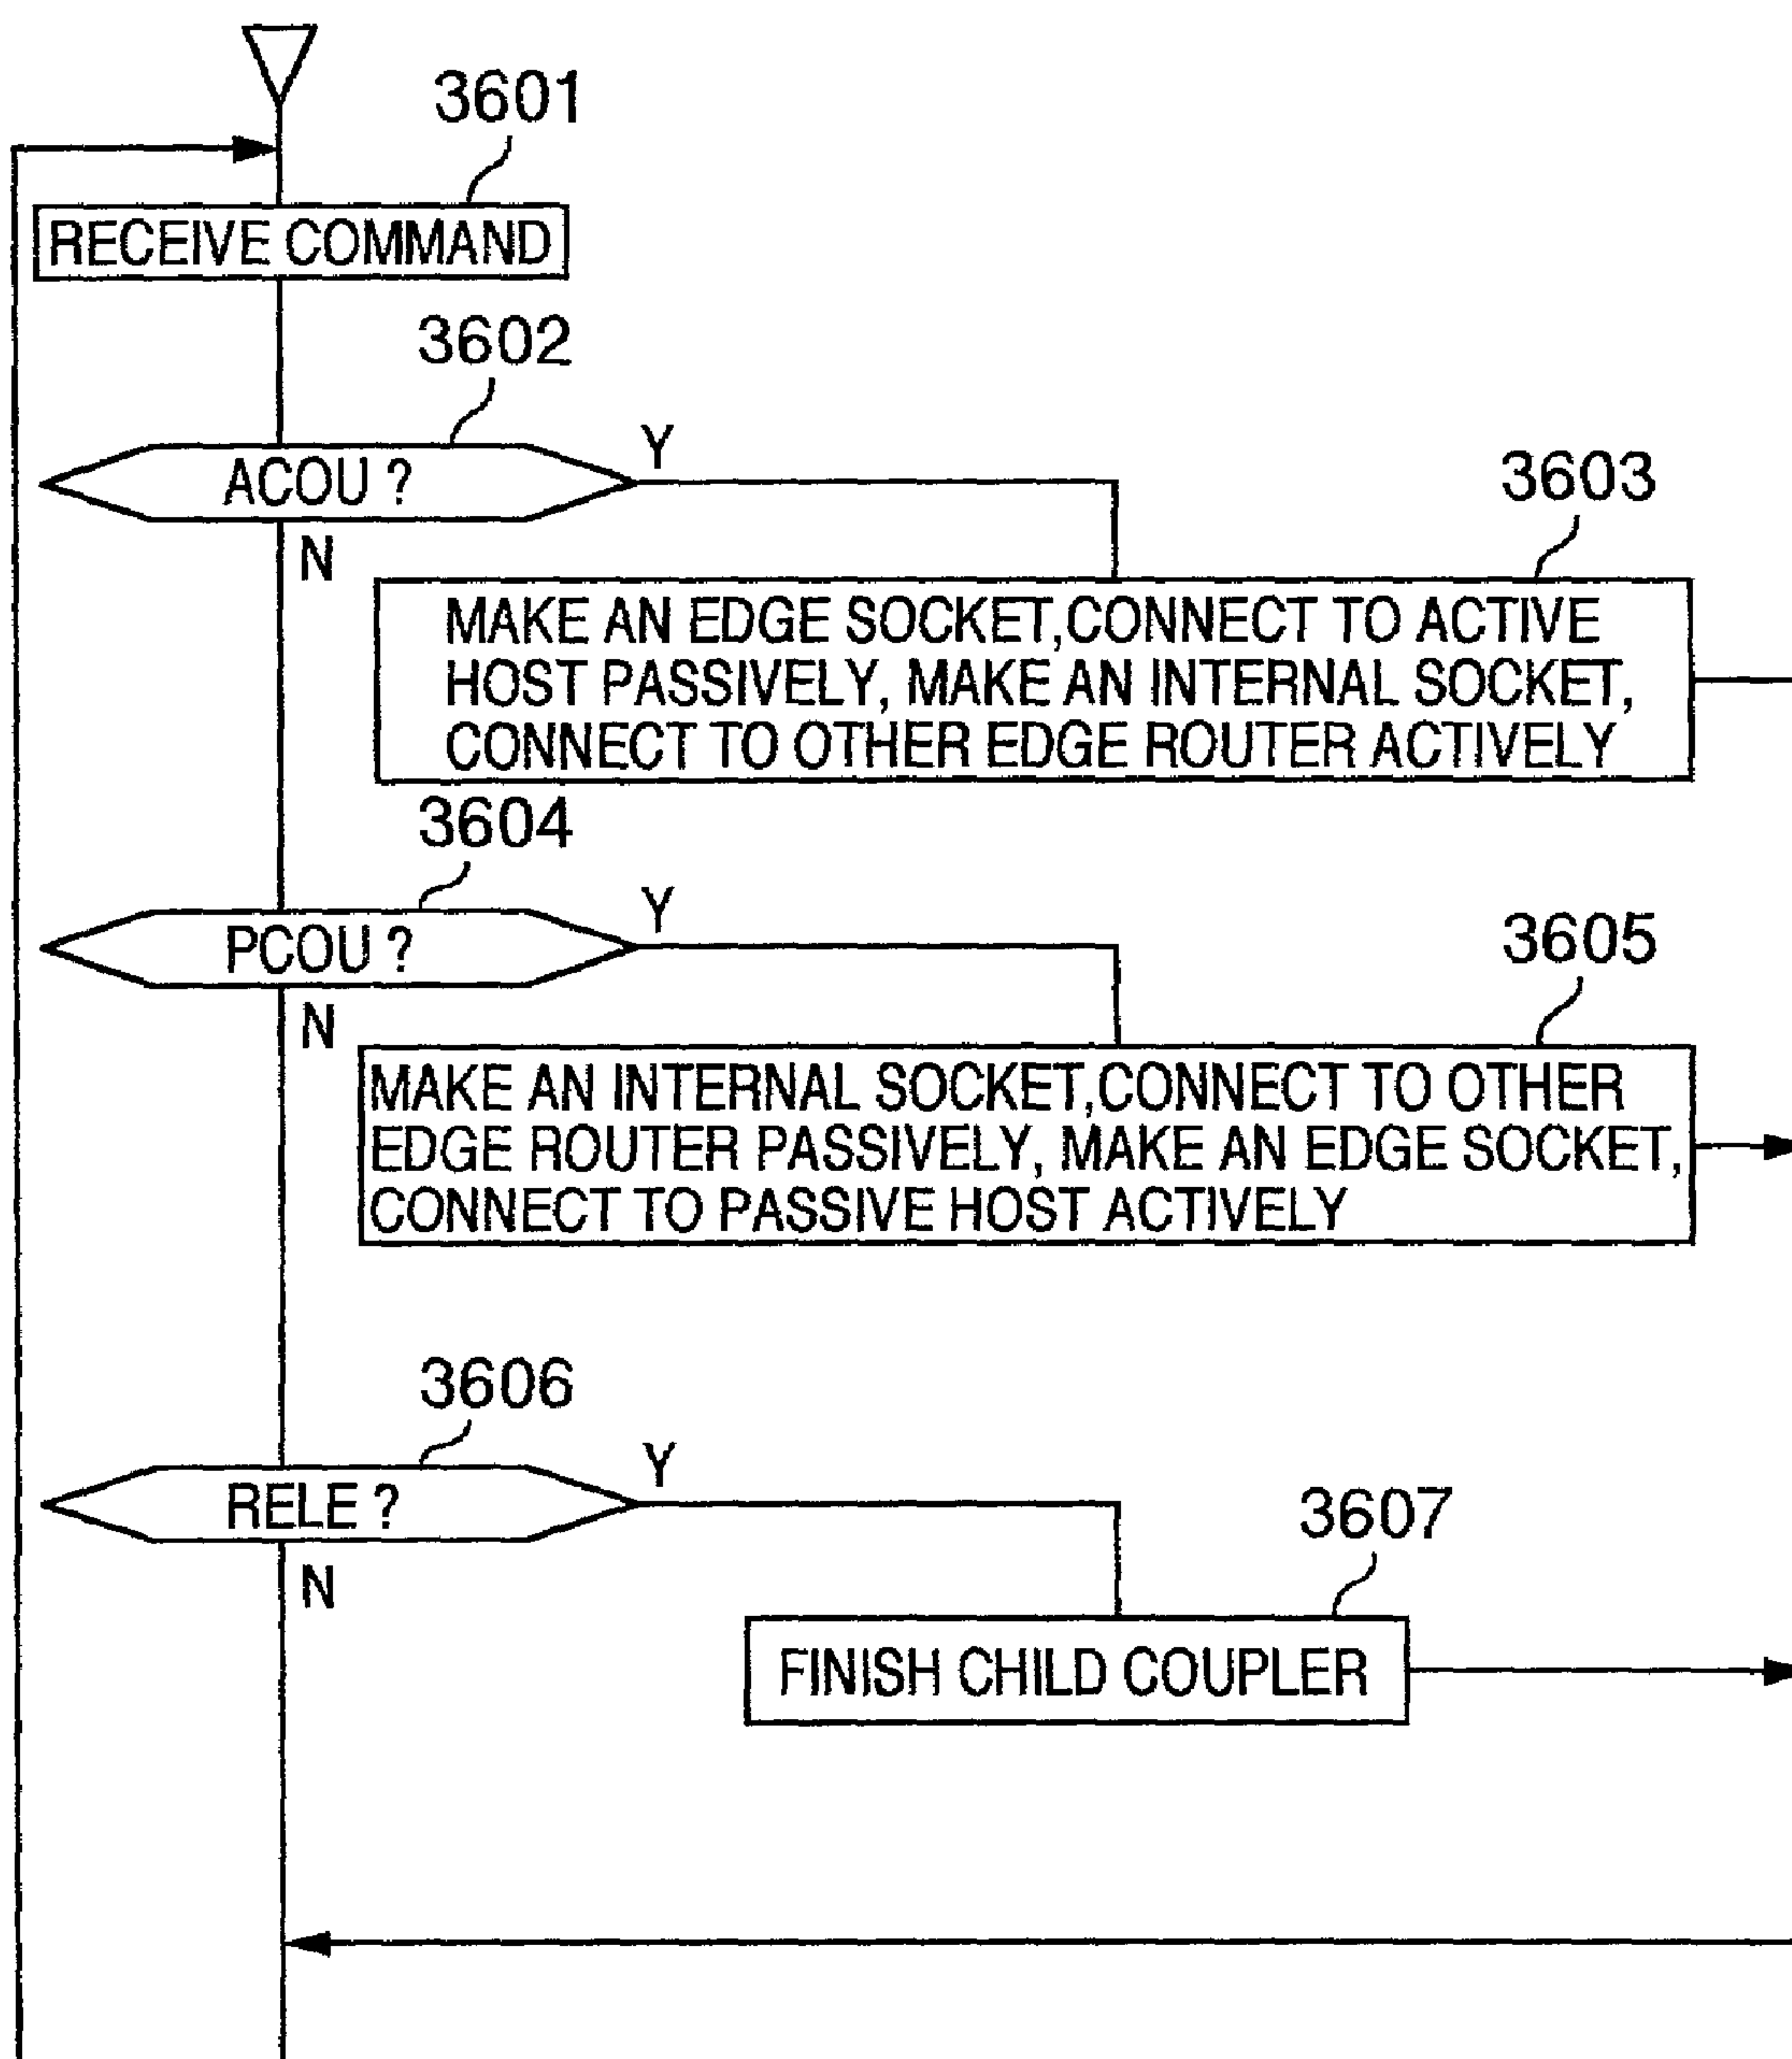 3601
RECEIVE COMMAND
3602
ACOU ?
Y
N
3603
MAKE AN EDGE SOCKET,CONNECT TO ACTIVE
HOST PASSIVELY, MAKE AN INTERNAL SOCKET,
CONNECT TO OTHER EDGE ROUTER ACTIVELY
3604
PCOU ?
Y
N
3605
MAKE AN INTERNAL SOCKET,CONNECT TO OTHER
EDGE ROUTER PASSIVELY, MAKE AN EDGE SOCKET,
CONNECT TO PASSIVE HOST ACTIVELY
3606
RELE ?
Y
N
3607
FINISH CHILD COUPLER